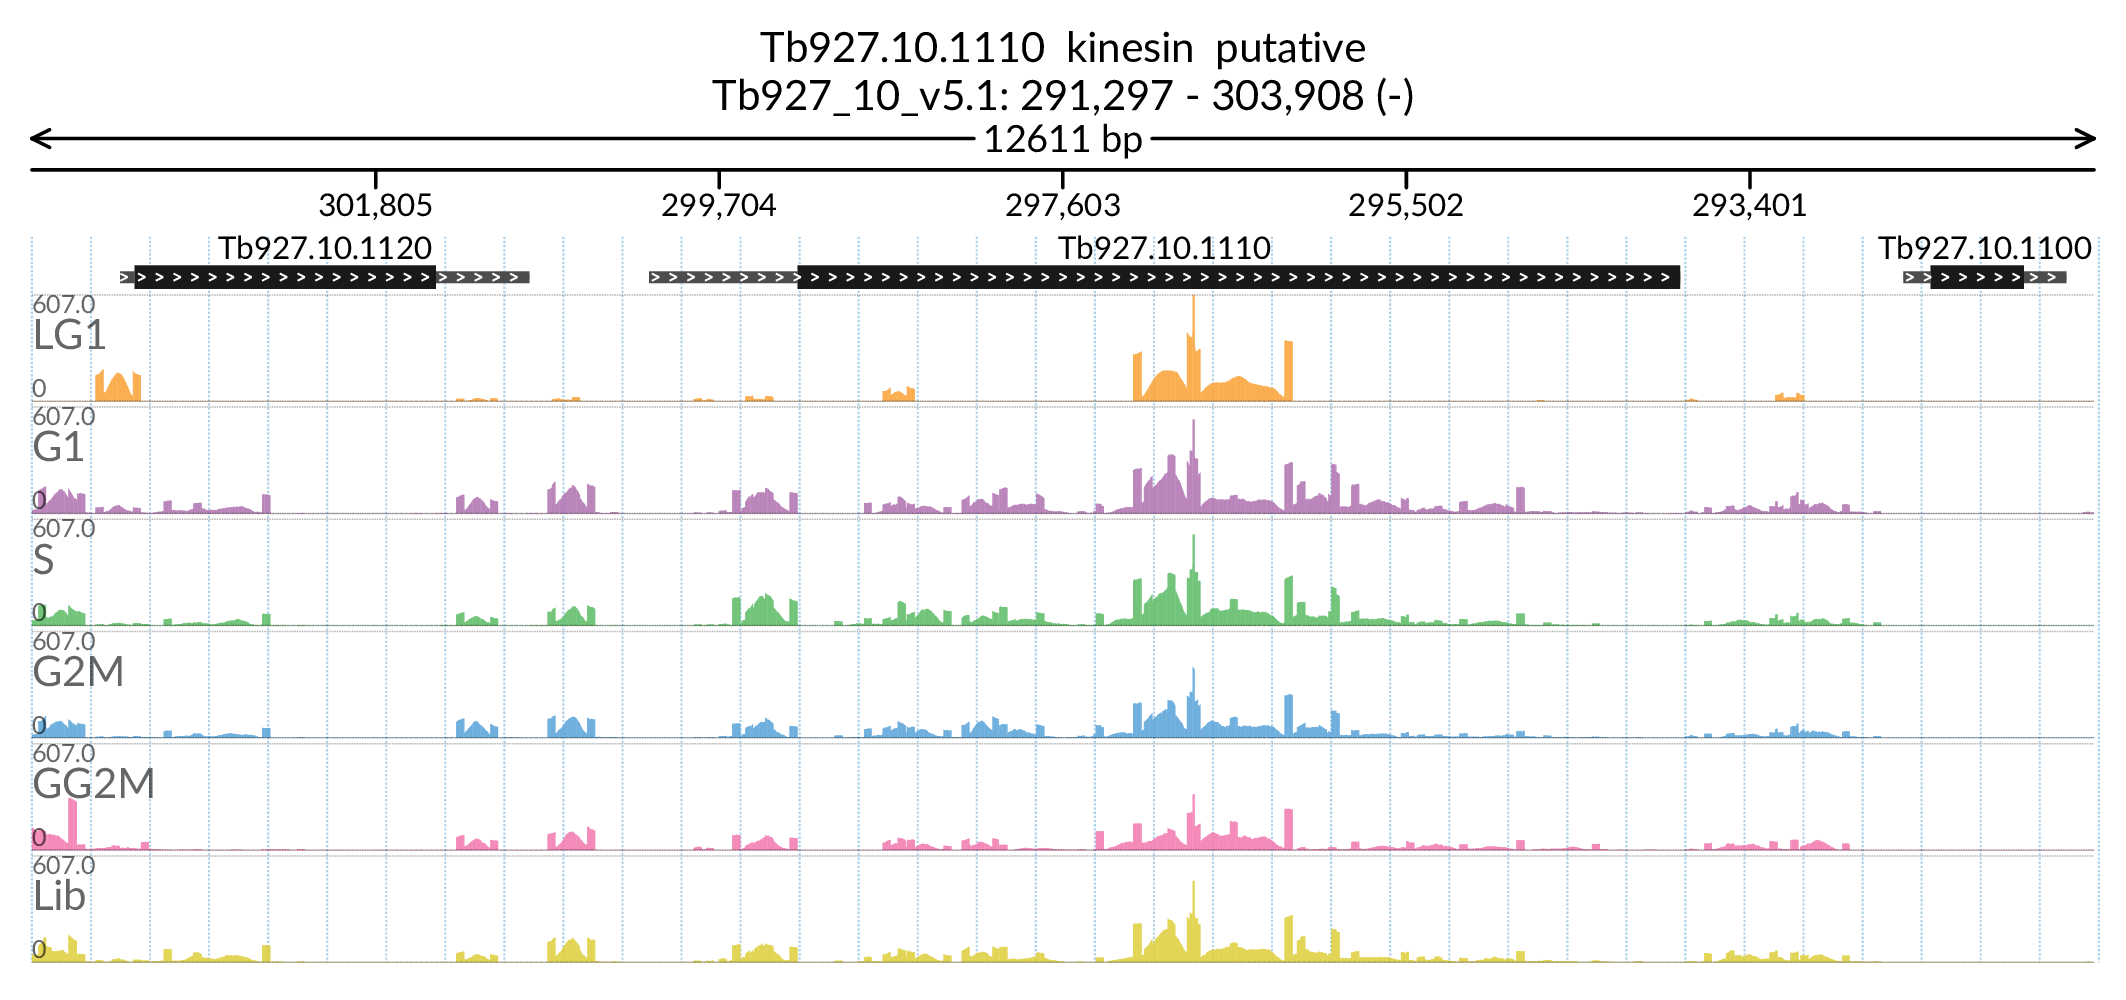 Tb927.10.1110 kinesin putative
Tb927_10_v5.1: 291,297 - 303,908 (-)
12611 bp
301,805 299,704 297,603 295,502 293,401
Tb927.10.1120 Tb927.10.1110 Tb927.10.1100
607.0
LG1
0
607.0
G1
0
607.0
S
0
607.0
G2M
0
607.0
GG2M
0
607.0
Lib
0